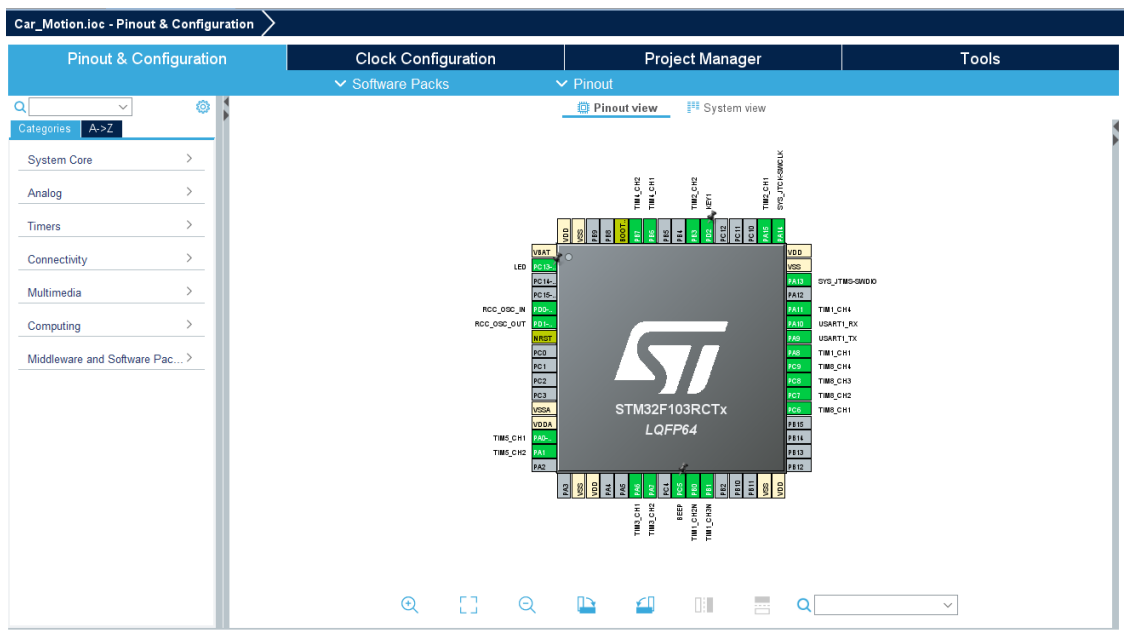 Car_Motion.ioc - Pinout & Configuration
Pinout & Configuration
Clock Configuration
Project Manager
Tools
Software Packs
Pinout
Categories
A->Z
System Core
Analog
Timers
Connectivity
Multimedia
Computing
Middleware and Software Pac...
Pinout view
System view
TIM4_CH2
TIM4_CH1
TIM2_CH2
KEY1
TIM2_CH1
SYS_JTCK-SWCLK
VDD
VSS
PB9
PB8
BOOT..
PB7
PB6
PB5
PB4
PB3
PD2
PC12
PC11
PC10
PA15
PA14
VBAT
LED
PC13-..
PC14-..
PC15-..
RCC_OSC_IN
PD0-..
RCC_OSC_OUT
PD1-..
NRST
PC0
PC1
PC2
PC3
VSSA
VDDA
TIM5_CH1
PA0-..
TIM5_CH2
PA1
PA2
VDD
VSS
PA13
SYS_JTMS-SWDIO
PA12
PA11
TIM1_CH4
PA10
USART1_RX
PA9
USART1_TX
PA8
TIM1_CH1
PC9
TIM8_CH4
PC8
TIM8_CH3
PC7
TIM8_CH2
PC6
TIM8_CH1
PB15
PB14
PB13
PB12
ST
STM32F103RCTx
LQFP64
PA3
VSS
VDD
PA4
PA5
PA6
PA7
PC4
PC5
PB0
PB1
PB2
PB10
PB11
VSS
VDD
TIM3_CH1
TIM3_CH2
BEEP
TIM1_CH2N
TIM1_CH3N